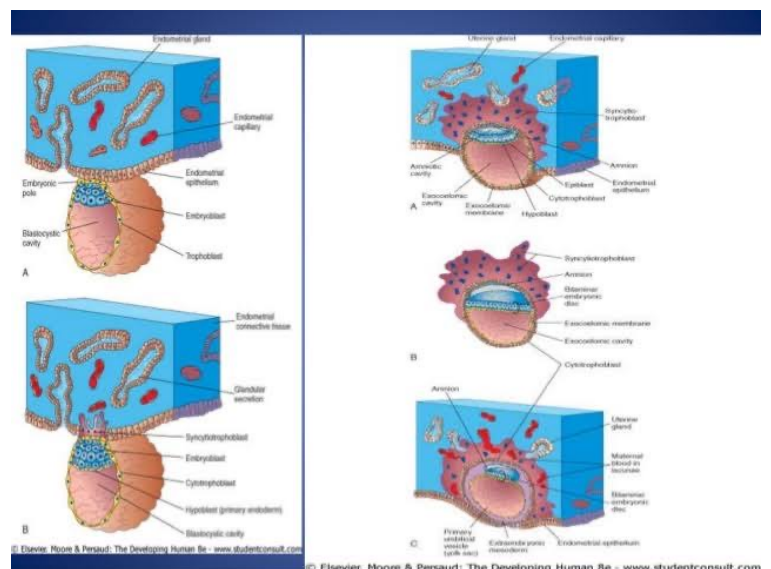 Endometrial gland
Endometrial
capillary
Endometrial
epithelium
Embryonic
pole
Embryoblast
Blastocystic
cavity
Trophoblast
A
Endometrial
connective tissue
Glandular
secretion
Syncytiotrophoblast
Embryoblast
Cytotrophoblast
Hypoblast (primary endoderm)
Blastocystic cavity
B
© Elsevier. Moore & Persaud: The Developing Human 8e - www.studentconsult.com
Uterine gland
Endometrial capillary
Syncytio-
trophoblast
Amnion
Amniotic
cavity
Epiblast
Endometrial
epithelium
Exocoelomic
cavity
Cytotrophoblast
Exocoelomic
membrane
Hypoblast
A
Syncytiotrophoblast
Amnion
Bilaminar
embryonic
disc
Exocoelomic membrane
Exocoelomic cavity
B
Cytotrophoblast
Amnion
Uterine
gland
Maternal
blood in
lacunae
Bilaminar
embryonic
disc
Primary
umbilical
vesicle
(yolk sac)
Extraembryonic
mesoderm
Endometrial epithelium
C
© Elsevier. Moore & Persaud: The Developing Human 8e - www.studentconsult.com